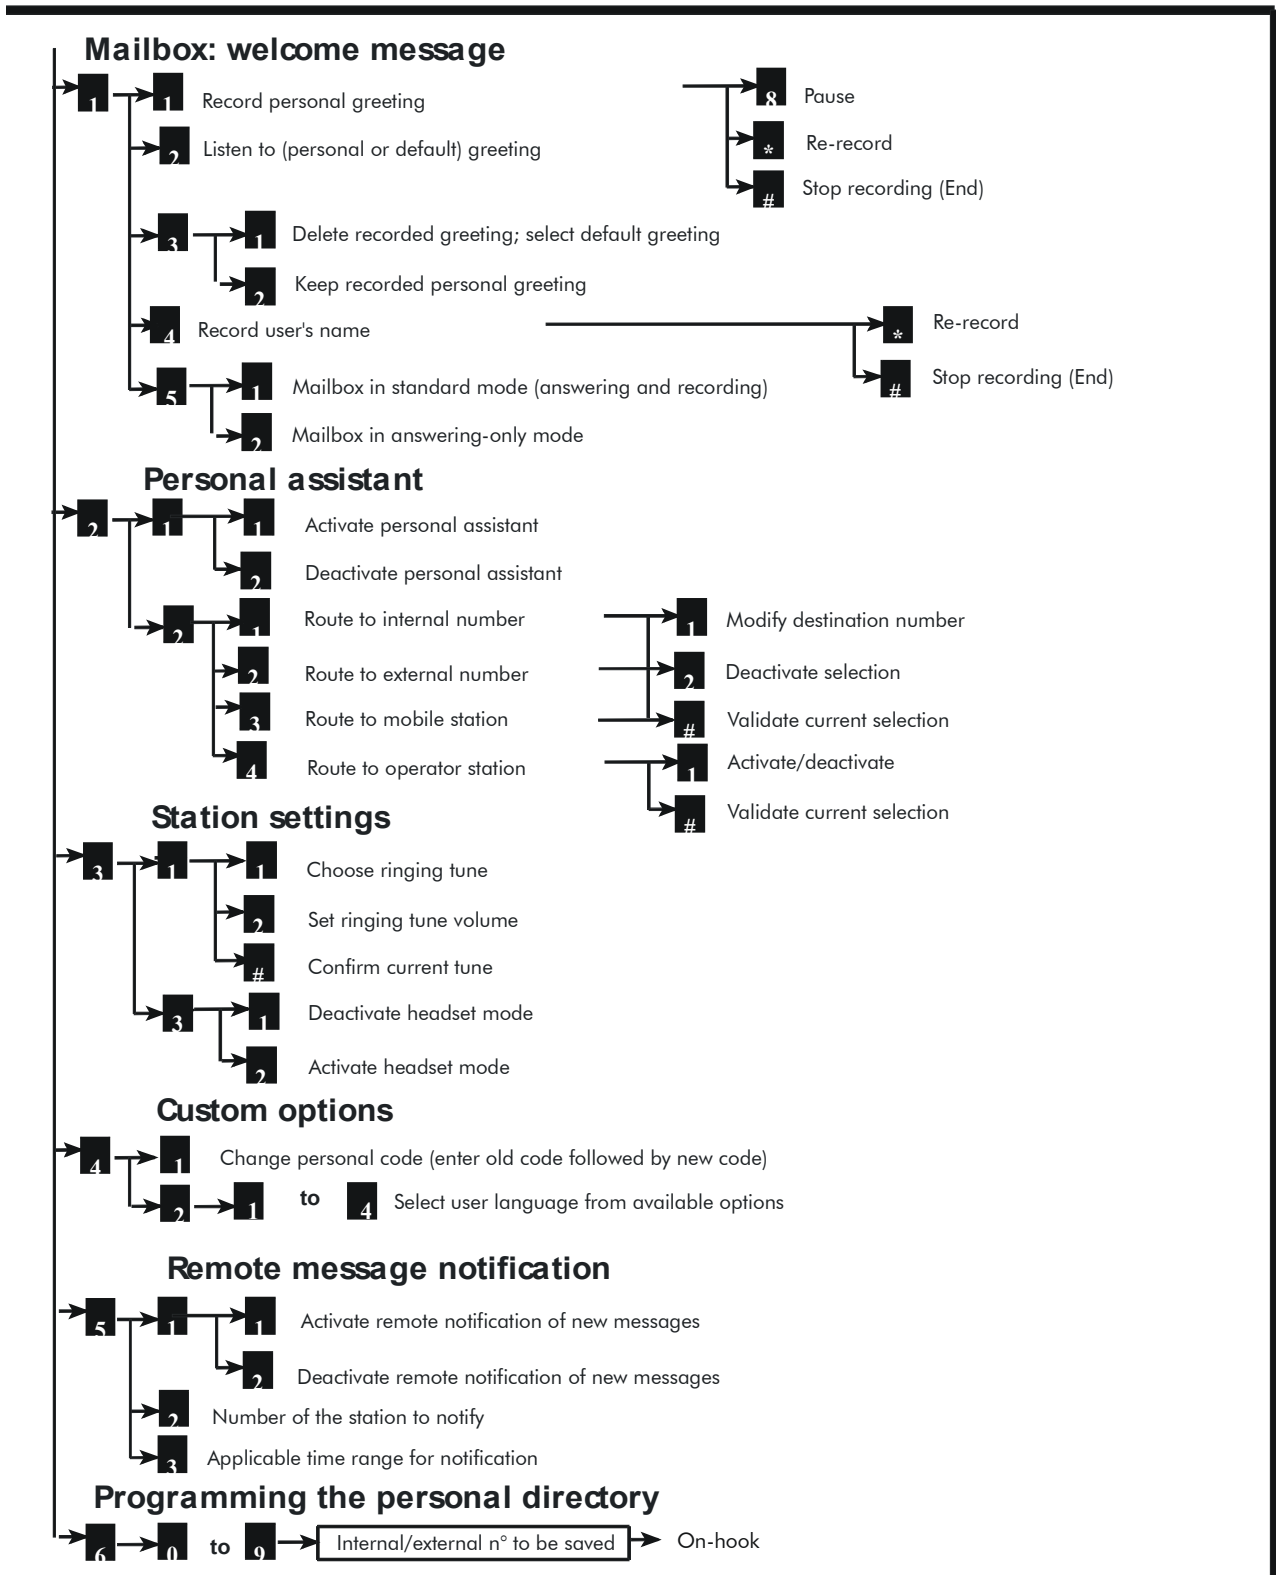 Mailbox: welcome message
1 1 Record personal greeting 8 Pause
2 Listen to (personal or default) greeting * Re-record
# Stop recording (End)
3 1 Delete recorded greeting; select default greeting
2 Keep recorded personal greeting
4 Record user's name * Re-record
5 1 Mailbox in standard mode (answering and recording) # Stop recording (End)
2 Mailbox in answering-only mode
Personal assistant
2 1 1 Activate personal assistant
2 Deactivate personal assistant
2 1 Route to internal number 1 Modify destination number
2 Route to external number 2 Deactivate selection
3 Route to mobile station # Validate current selection
4 Route to operator station 1 Activate/deactivate
# Validate current selection
Station settings
3 1 1 Choose ringing tune
2 Set ringing tune volume
# Confirm current tune
3 1 Deactivate headset mode
2 Activate headset mode
Custom options
4 1 Change personal code (enter old code followed by new code)
2 1 to 4 Select user language from available options
Remote message notification
5 1 1 Activate remote notification of new messages
2 Deactivate remote notification of new messages
2 Number of the station to notify
3 Applicable time range for notification
Programming the personal directory
6 0 to 9 Internal/external n° to be saved On-hook